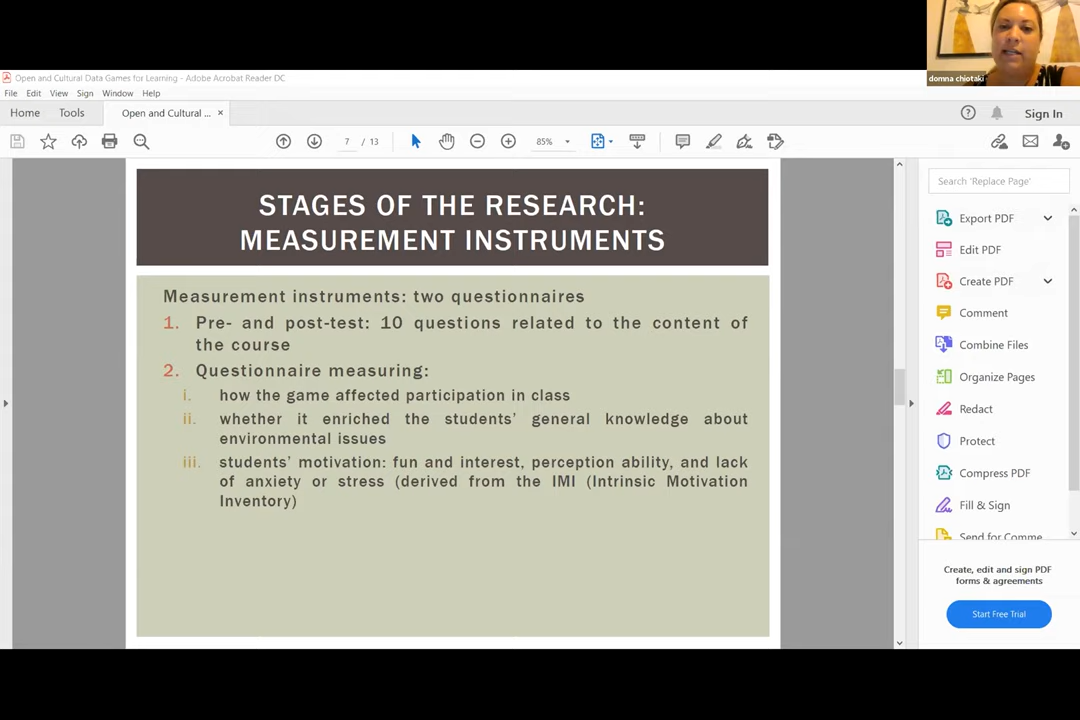 domna chiotaki
Open and Cultural Data Games for Learning - Adobe Acrobat Reader DC
File Edit View Sign Window Help
Home Tools Open and Cultural ... × Sign In
7 / 13 85%
STAGES OF THE RESEARCH:
MEASUREMENT INSTRUMENTS
Measurement instruments: two questionnaires
1. Pre- and post-test: 10 questions related to the content of
the course
2. Questionnaire measuring:
i. how the game affected participation in class
ii. whether it enriched the students' general knowledge about
environmental issues
iii. students' motivation: fun and interest, perception ability, and lack
of anxiety or stress (derived from the IMI (Intrinsic Motivation
Inventory)
Search 'Replace Page'
Export PDF
Edit PDF
Create PDF
Comment
Combine Files
Organize Pages
Redact
Protect
Compress PDF
Fill & Sign
Send for Comme
Create, edit and sign PDF
forms & agreements
Start Free Trial